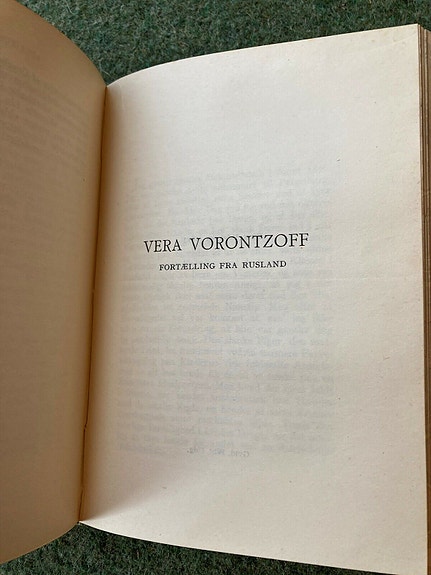 VERA VORONTZOFF
FORTÆLLING FRA RUSLAND